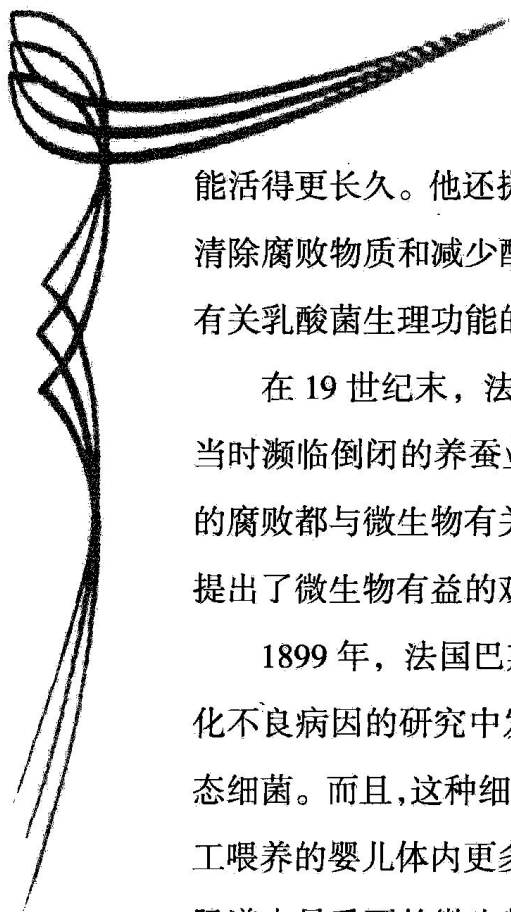 能活得更长久。他还
清除腐败物质和减少
有关乳酸菌生理功能的
在 19 世纪末，法
当时濒临倒闭的养蚕
的腐败都与微生物有关
提出了微生物有益的
1899 年，法国巴
化不良病因的研究中发
态细菌。而且，这种细
工喂养的婴儿体内更多